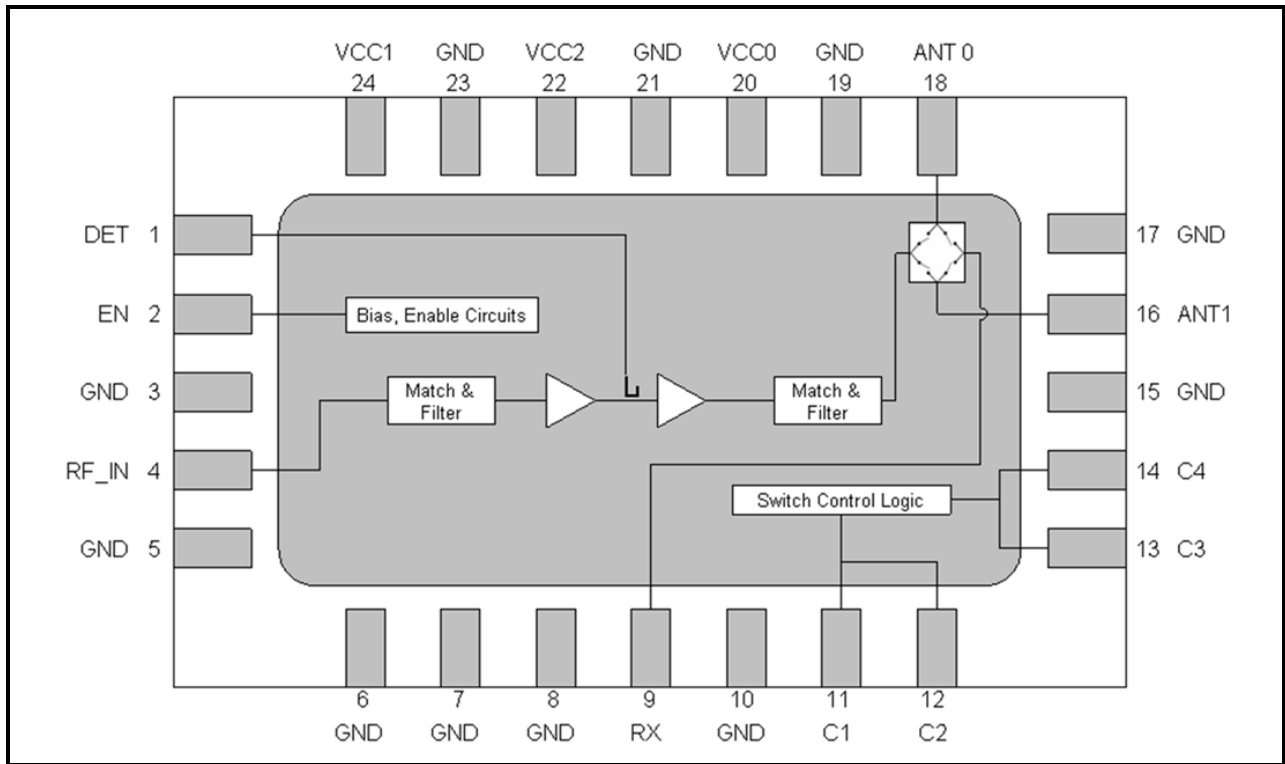 VCC1 GND VCC2 GND VCC0 GND ANT 0
24 23 22 21 20 19 18
DET 1
17 GND
EN 2
Bias, Enable Circuits
16 ANT1
GND 3
Match &
Filter
Match &
Filter
15 GND
RF_IN 4
14 C4
Switch Control Logic
GND 5
13 C3
6 7 8 9 10 11 12
GND GND GND RX GND C1 C2